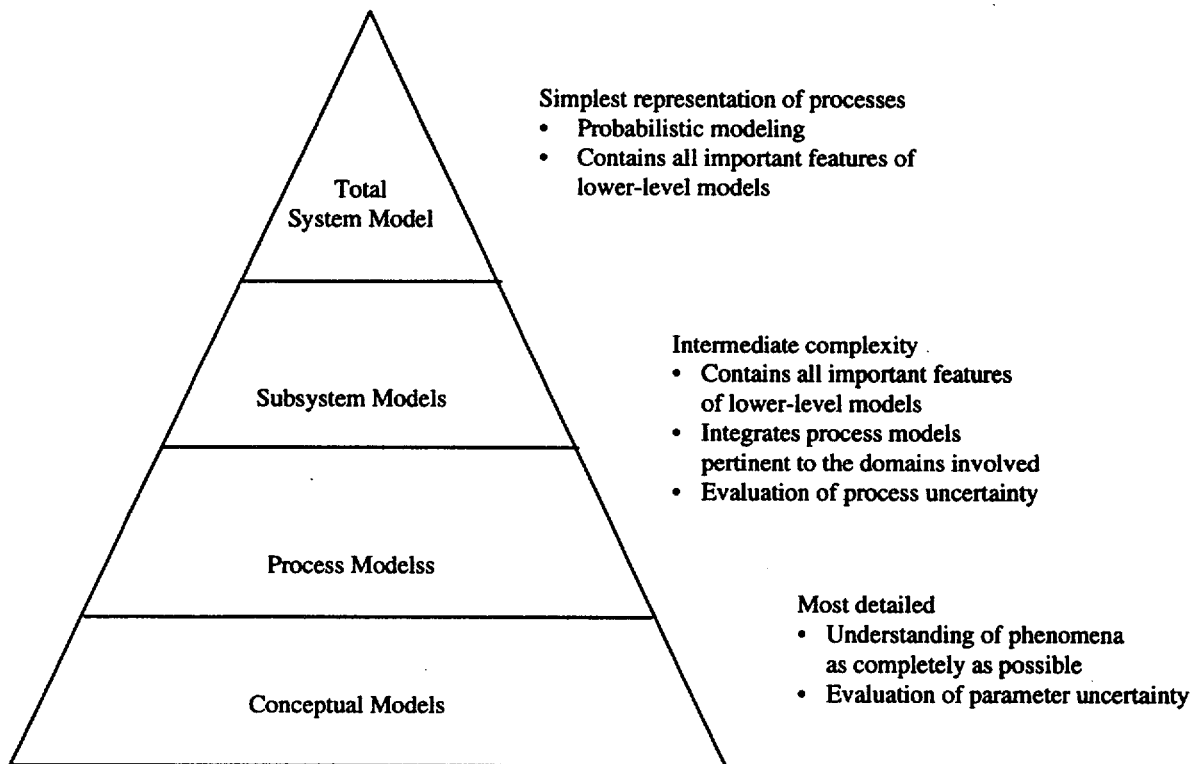 Simplest representation of processes
• Probabilistic modeling
• Contains all important features of
lower-level models
Total
System Model
Intermediate complexity
• Contains all important features
of lower-level models
• Integrates process models
pertinent to the domains involved
• Evaluation of process uncertainty
Subsystem Models
Process Modelss
Most detailed
• Understanding of phenomena
as completely as possible
• Evaluation of parameter uncertainty
Conceptual Models